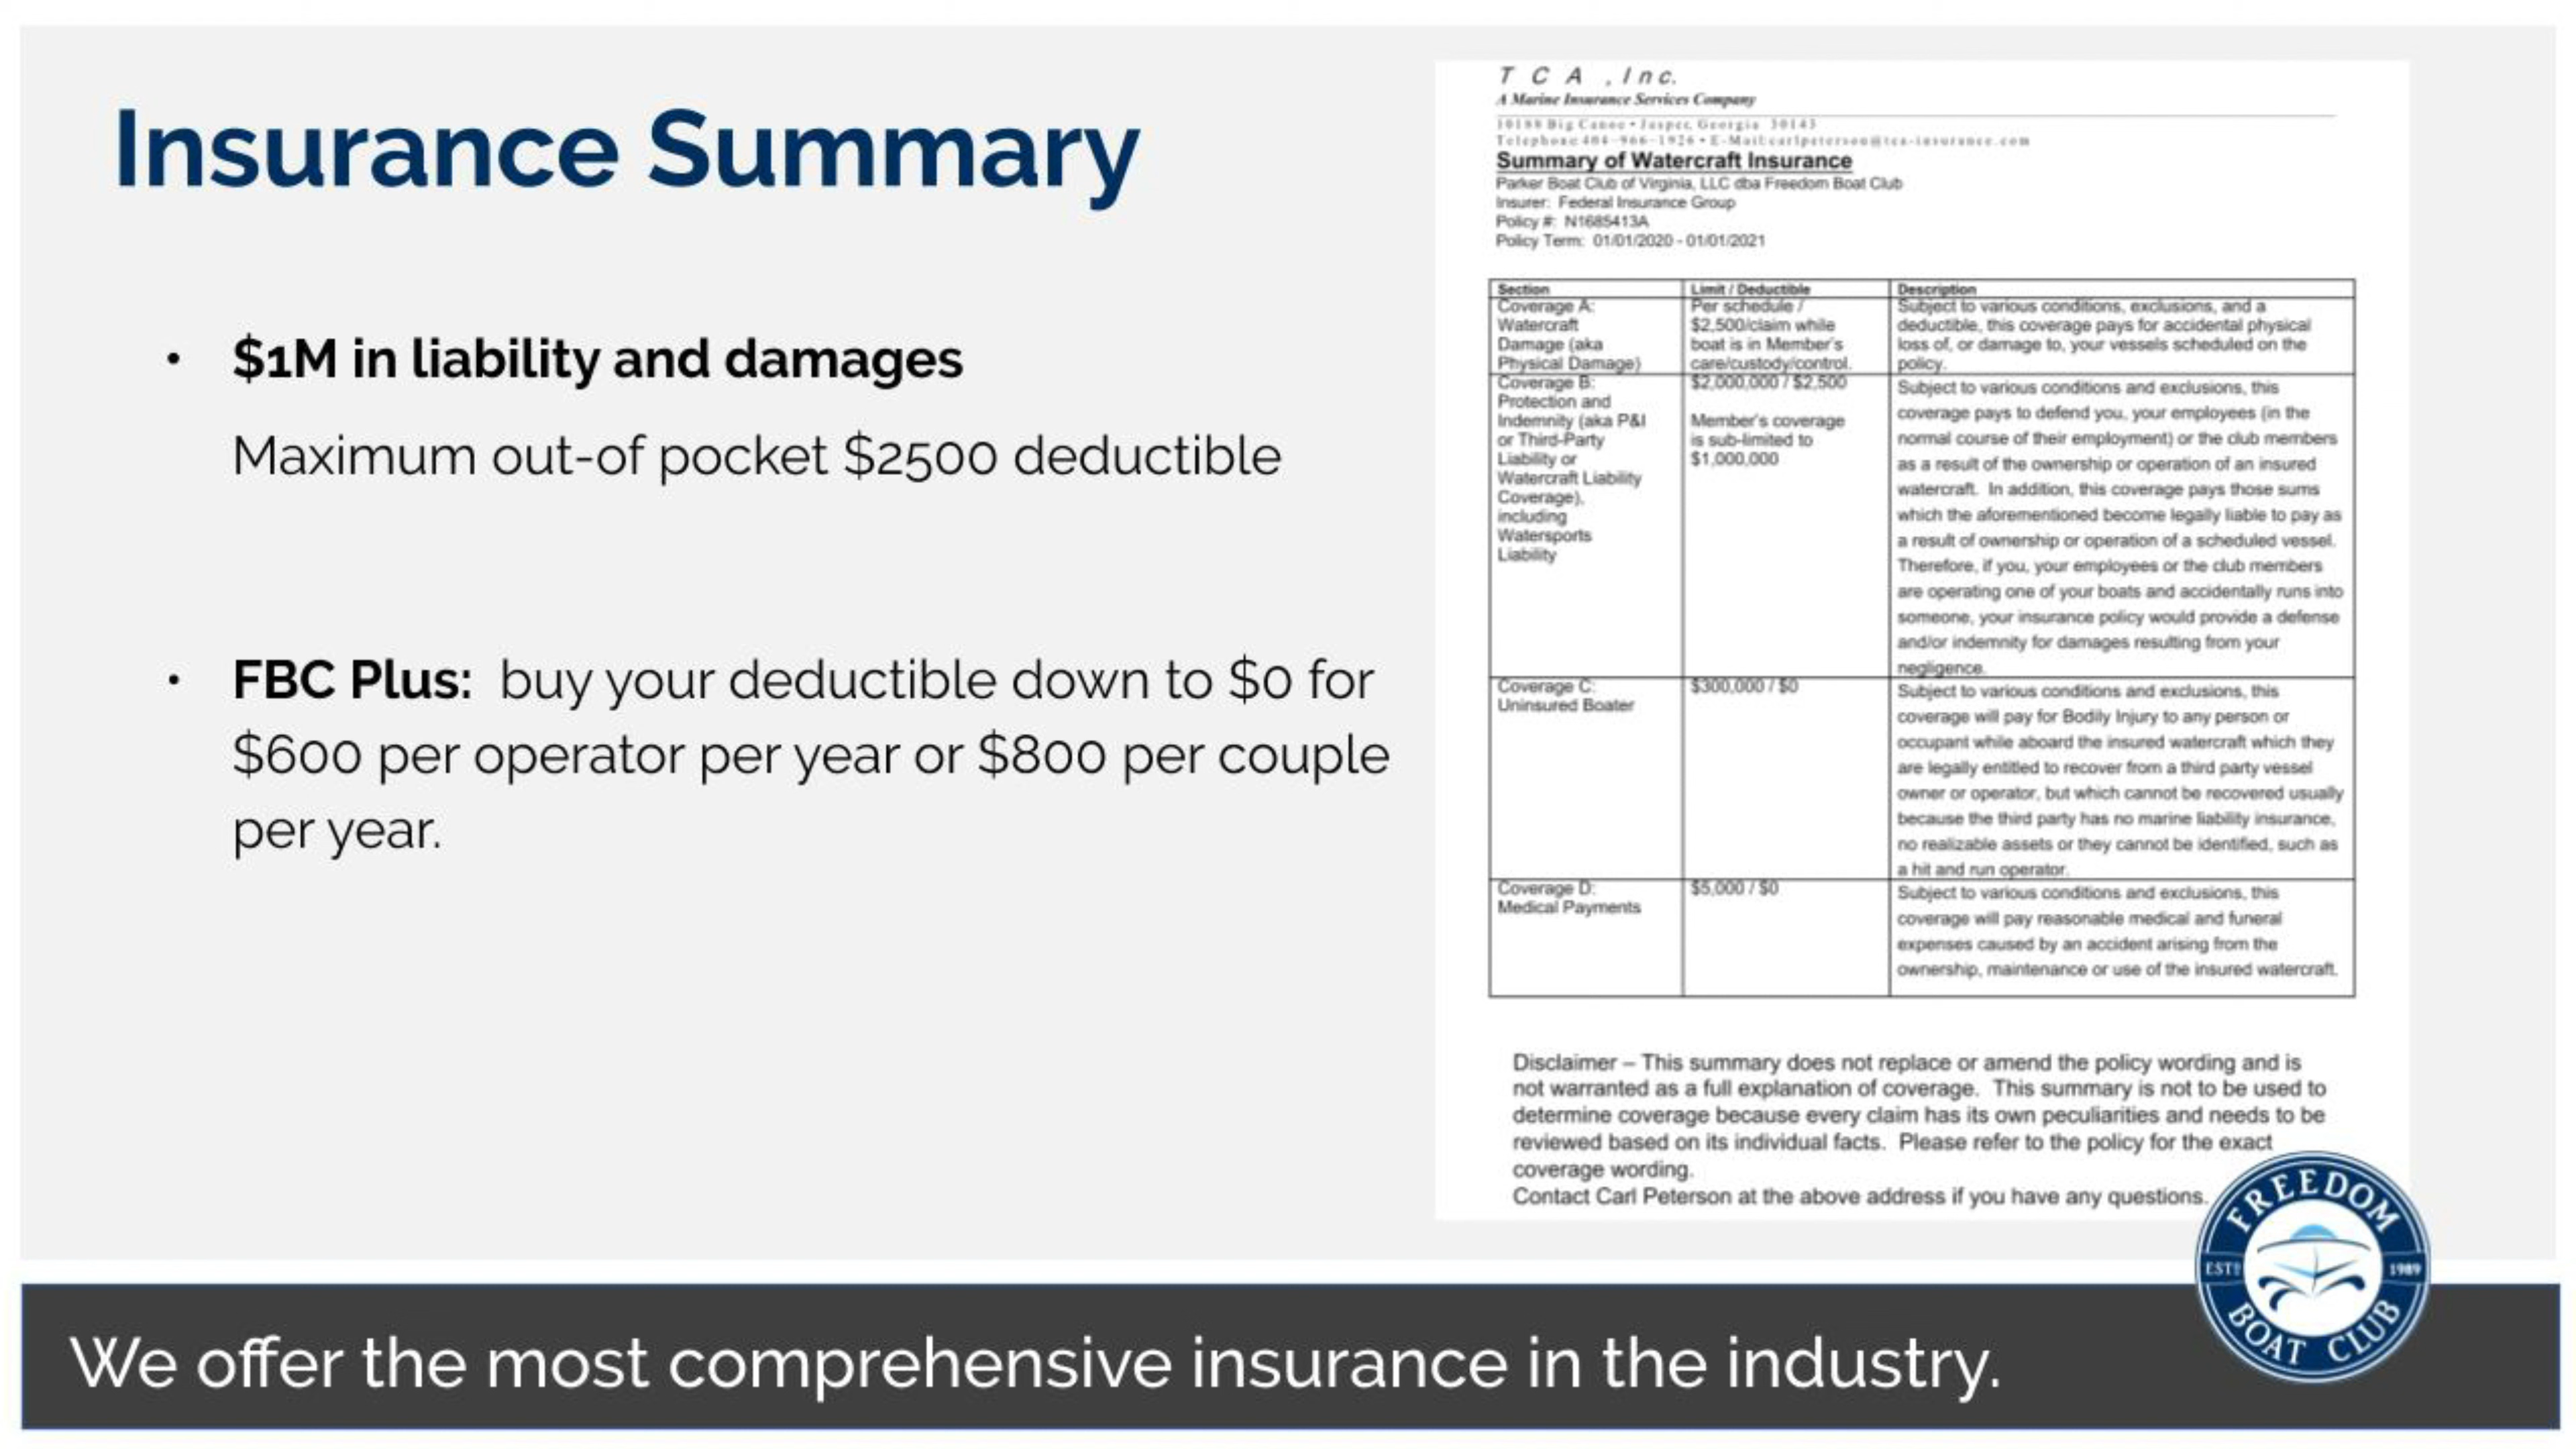 Insurance Summary
• $1M in liability and damages
Maximum out-of pocket $2500 deductible
• FBC Plus: buy your deductible down to $0 for
$600 per operator per year or $800 per couple
per year.
T C A , Inc.
A Marine Insurance Services Company
10188 Big Canoe • Jasper, Georgia 30143
Telephone 404-966-1926 • E-Mail: carlpeterson@tca-insurance.com
Summary of Watercraft Insurance
Parker Boat Club of Virginia, LLC dba Freedom Boat Club
Insurer: Federal Insurance Group
Policy #: N1685413A
Policy Term: 01/01/2020 - 01/01/2021
Section
Limit / Deductible
Description
Coverage A:
Watercraft
Damage (aka
Physical Damage)
Per schedule /
$2,500/claim while
boat is in Member's
care/custody/control.
Subject to various conditions, exclusions, and a
deductible, this coverage pays for accidental physical
loss of, or damage to, your vessels scheduled on the
policy.
Coverage B:
Protection and
Indemnity (aka P&I
or Third-Party
Liability or
Watercraft Liability
Coverage),
including
Watersports
Liability
$2,000,000 / $2,500
Member's coverage
is sub-limited to
$1,000,000
Subject to various conditions and exclusions, this
coverage pays to defend you, your employees (in the
normal course of their employment) or the club members
as a result of the ownership or operation of an insured
watercraft. In addition, this coverage pays those sums
which the aforementioned become legally liable to pay as
a result of ownership or operation of a scheduled vessel.
Therefore, if you, your employees or the club members
are operating one of your boats and accidentally runs into
someone, your insurance policy would provide a defense
and/or indemnity for damages resulting from your
negligence.
Coverage C:
Uninsured Boater
$300,000 / $0
Subject to various conditions and exclusions, this
coverage will pay for Bodily Injury to any person or
occupant while aboard the insured watercraft which they
are legally entitled to recover from a third party vessel
owner or operator, but which cannot be recovered usually
because the third party has no marine liability insurance,
no realizable assets or they cannot be identified, such as
a hit and run operator.
Coverage D:
Medical Payments
$5,000 / $0
Subject to various conditions and exclusions, this
coverage will pay reasonable medical and funeral
expenses caused by an accident arising from the
ownership, maintenance or use of the insured watercraft.
Disclaimer – This summary does not replace or amend the policy wording and is
not warranted as a full explanation of coverage. This summary is not to be used to
determine coverage because every claim has its own peculiarities and needs to be
reviewed based on its individual facts. Please refer to the policy for the exact
coverage wording.
Contact Carl Peterson at the above address if you have any questions.
FREEDOM
ESTD 1989
BOAT CLUB
We offer the most comprehensive insurance in the industry.